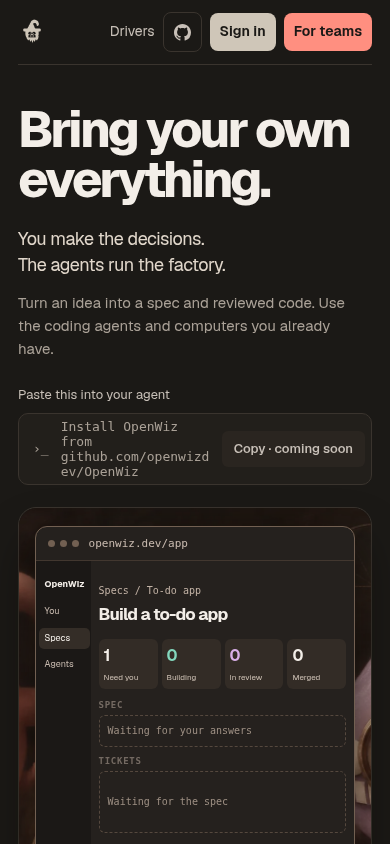 Drivers
Sign in
For teams
Bring your own
everything.
You make the decisions.
The agents run the factory.
Turn an idea into a spec and reviewed code. Use
the coding agents and computers you already
have.
Paste this into your agent
›_
Install OpenWiz
from
github.com/openwizd
ev/OpenWiz
Copy · coming soon
openwiz.dev/app
OpenWiz
You
Specs
Agents
Specs / To-do app
Build a to-do app
1
Need you
0
Building
0
In review
0
Merged
SPEC
Waiting for your answers
TICKETS
Waiting for the spec